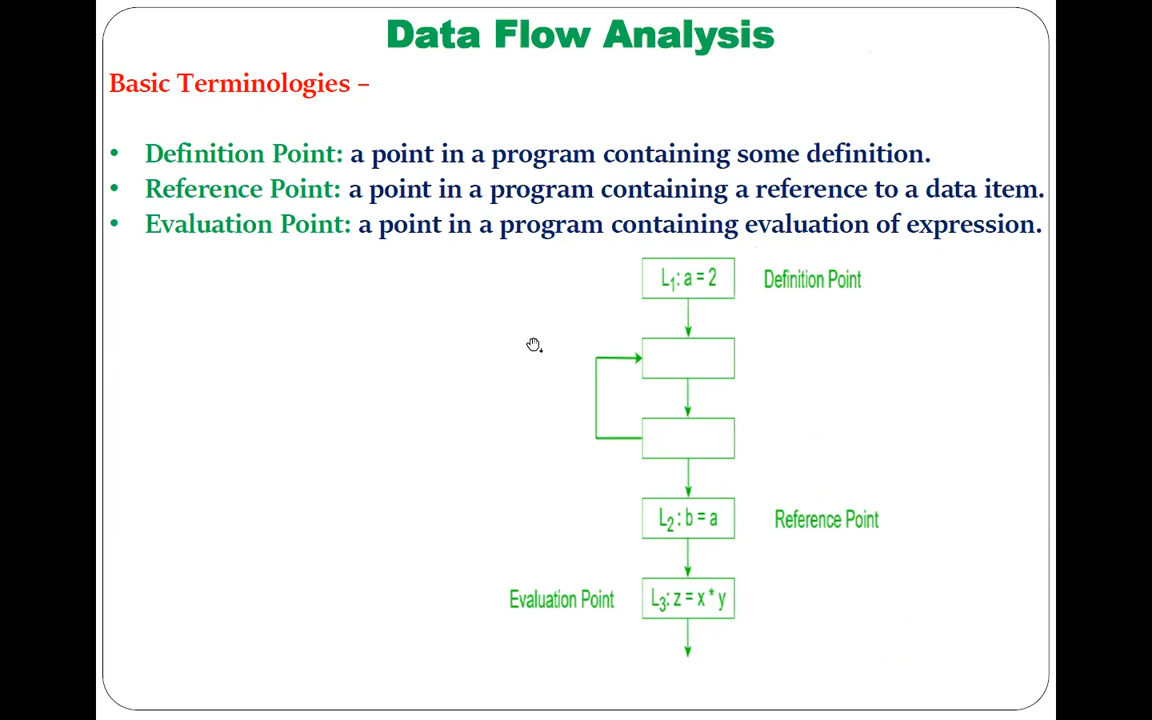 Data Flow Analysis
Basic Terminologies –
• Definition Point: a point in a program containing some definition.
• Reference Point: a point in a program containing a reference to a data item.
• Evaluation Point: a point in a program containing evaluation of expression.
L1: a = 2 Definition Point
L2 : b = a Reference Point
Evaluation Point L3: z = x * y